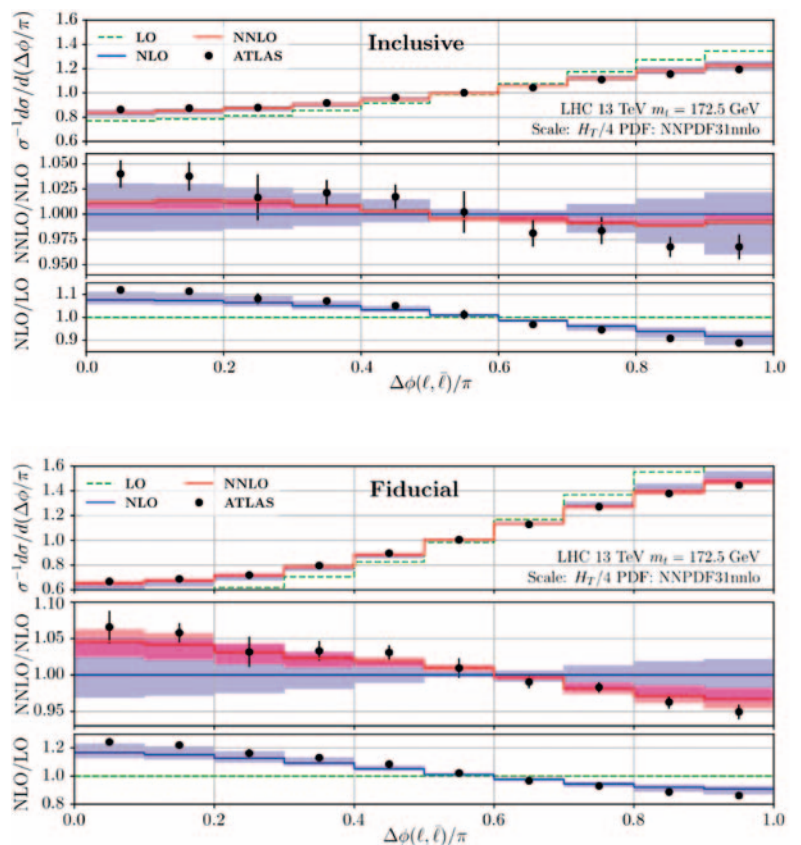 Inclusive
LO
NLO
NNLO
ATLAS
LHC 13 TeV m_t = 172.5 GeV
Scale: H_T/4 PDF: NNPDF31nnlo
σ⁻¹dσ/d(Δϕ/π)
1.6
1.4
1.2
1.0
0.8
0.6
NNLO/NLO
1.050
1.025
1.000
0.975
0.950
NLO/LO
1.1
1.0
0.9
0.0 0.2 0.4 0.6 0.8 1.0
Δϕ(ℓ, ℓ̄)/π
Fiducial
LO
NLO
NNLO
ATLAS
LHC 13 TeV m_t = 172.5 GeV
Scale: H_T/4 PDF: NNPDF31nnlo
σ⁻¹dσ/d(Δϕ/π)
1.6
1.4
1.2
1.0
0.8
0.6
NNLO/NLO
1.10
1.05
1.00
0.95
NLO/LO
1.2
1.0
0.8
0.0 0.2 0.4 0.6 0.8 1.0
Δϕ(ℓ, ℓ̄)/π